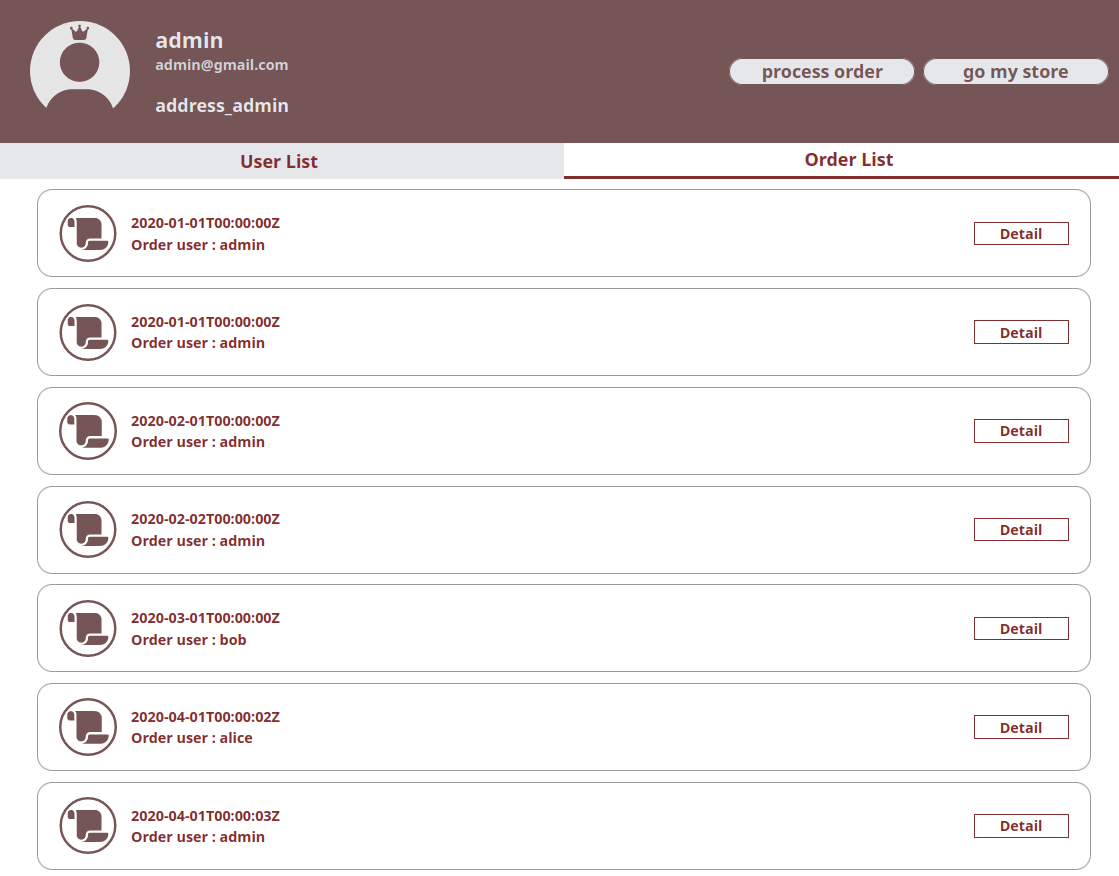 admin
admin@gmail.com
address_admin
process order
go my store
User List
Order List
2020-01-01T00:00:00Z
Order user : admin
Detail
2020-01-01T00:00:00Z
Order user : admin
Detail
2020-02-01T00:00:00Z
Order user : admin
Detail
2020-02-02T00:00:00Z
Order user : admin
Detail
2020-03-01T00:00:00Z
Order user : bob
Detail
2020-04-01T00:00:02Z
Order user : alice
Detail
2020-04-01T00:00:03Z
Order user : admin
Detail